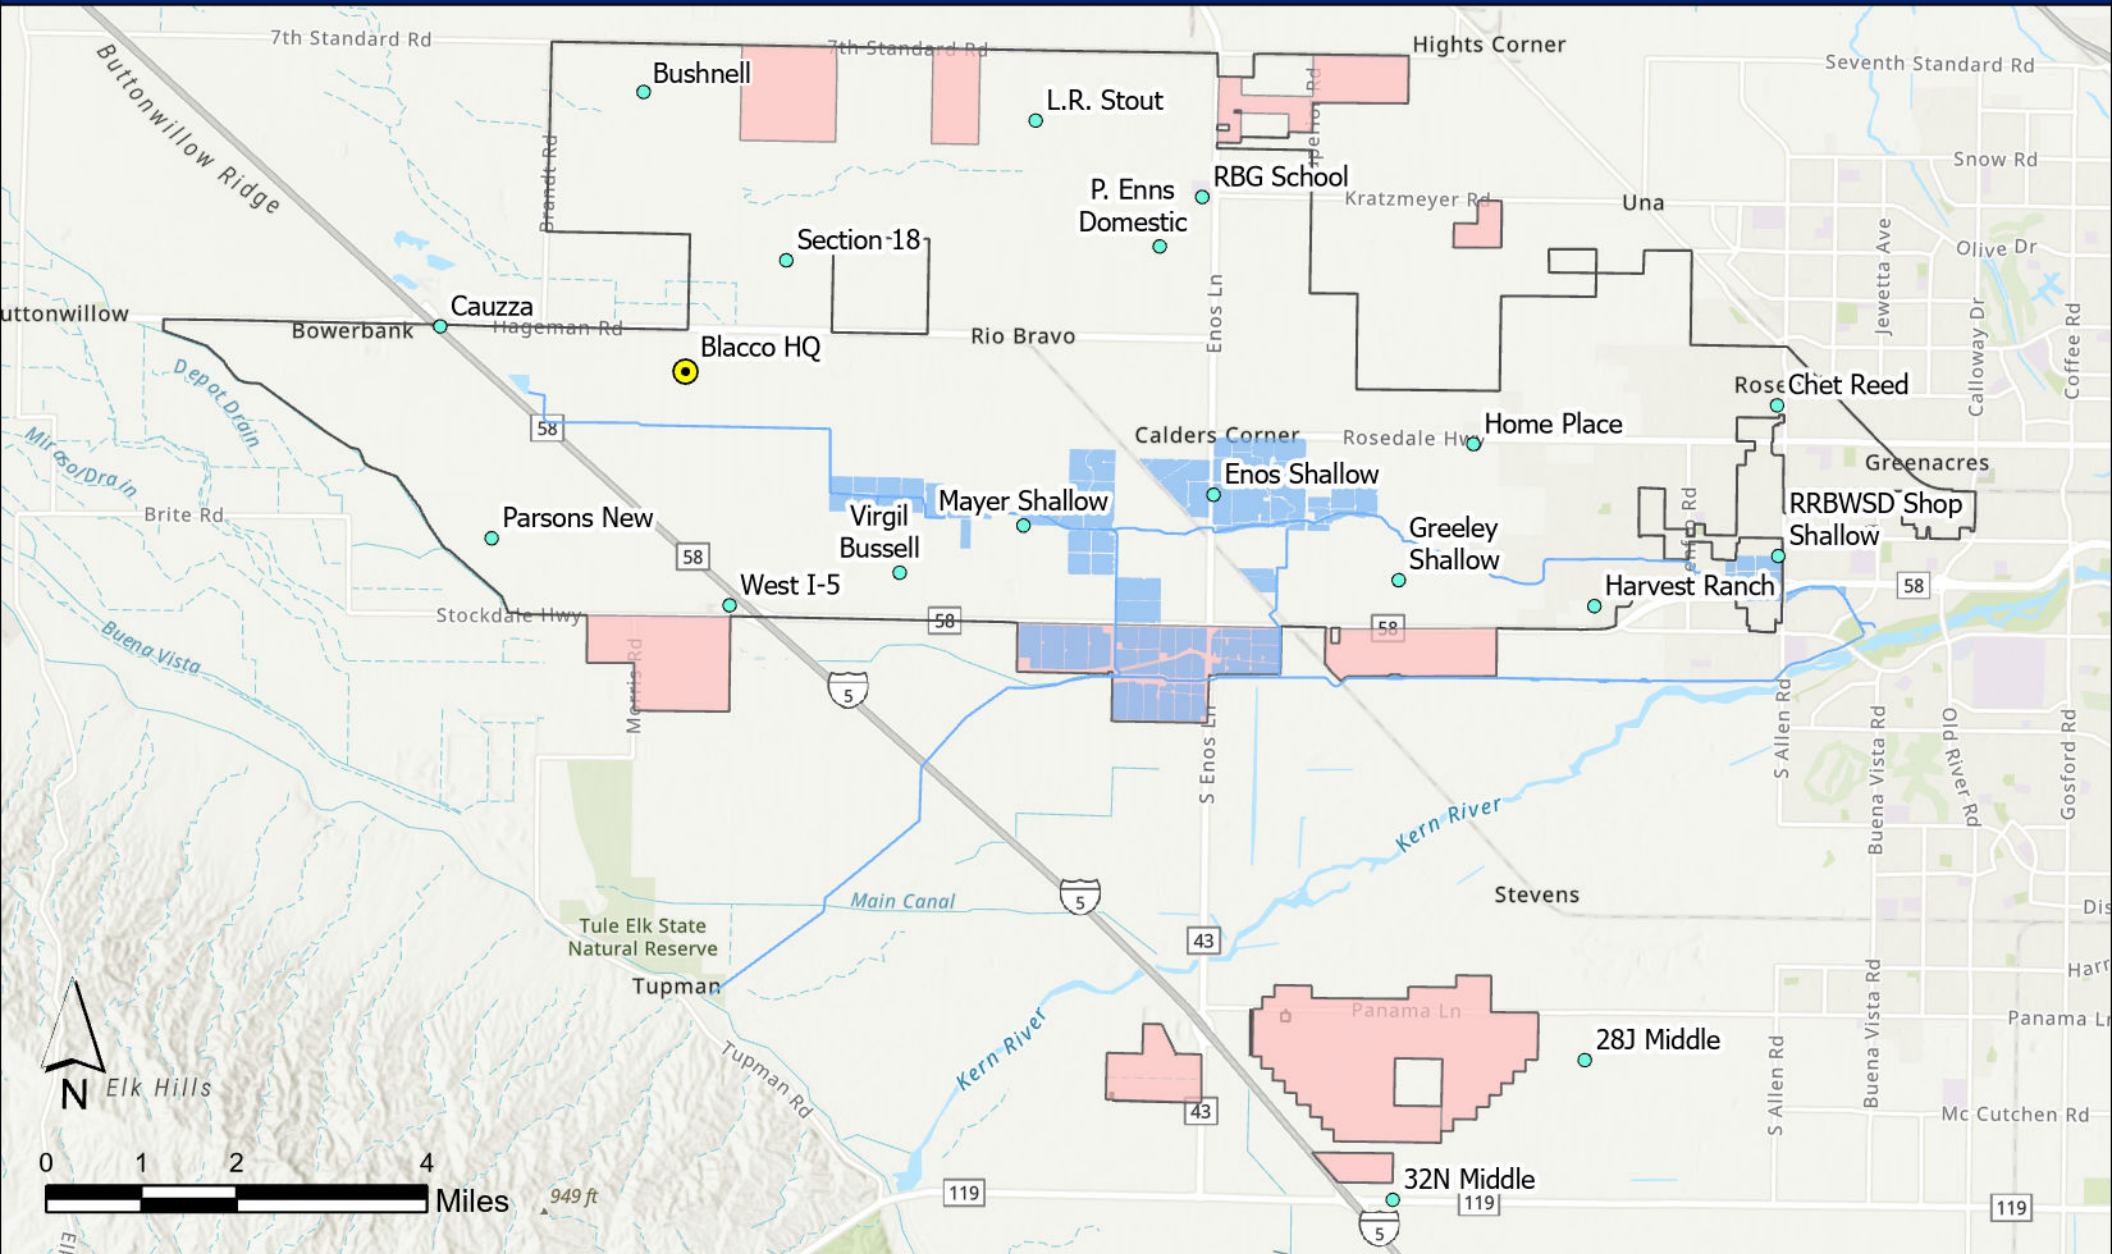 7th Standard Rd
7th Standard Rd
Hights Corner
Seventh Standard Rd
Buttonwillow Ridge
Bushnell
L.R. Stout
Snow Rd
Brandt Rd
RBG School
P. Enns
Domestic
Kratzmeyer Rd
Una
Section 18
Olive Dr
Jewetta Ave
Cauzza
uttonwillow
Bowerbank
Hageman Rd
Rio Bravo
Enos Ln
Calloway Dr
Coffee Rd
Blacco HQ
Depot Drain
Rose
Chet Reed
58
Calders Corner
Rosedale Hwy
Home Place
Greenacres
Enos Shallow
Brite Rd
Parsons New
Virgil
Bussell
Mayer Shallow
Greeley
Shallow
RRBWSD Shop
Shallow
58
West I-5
Harvest Ranch
58
Stockdale Hwy
58
58
Buena Vista
Morris Rd
5
S Enos Ln
S Allen Rd
Buena Vista Rd
Old River Rd
Gosford Rd
Kern River
Main Canal
5
Stevens
Dis
Tule Elk State
Natural Reserve
43
Tupman
Harr
Panama Ln
Panama Ln
Kern River
28J Middle
Tupman Rd
S Allen Rd
Buena Vista Rd
N
Elk Hills
43
Mc Cutchen Rd
0 1 2 4
Miles
949 ft
119
32N Middle
119
119
5